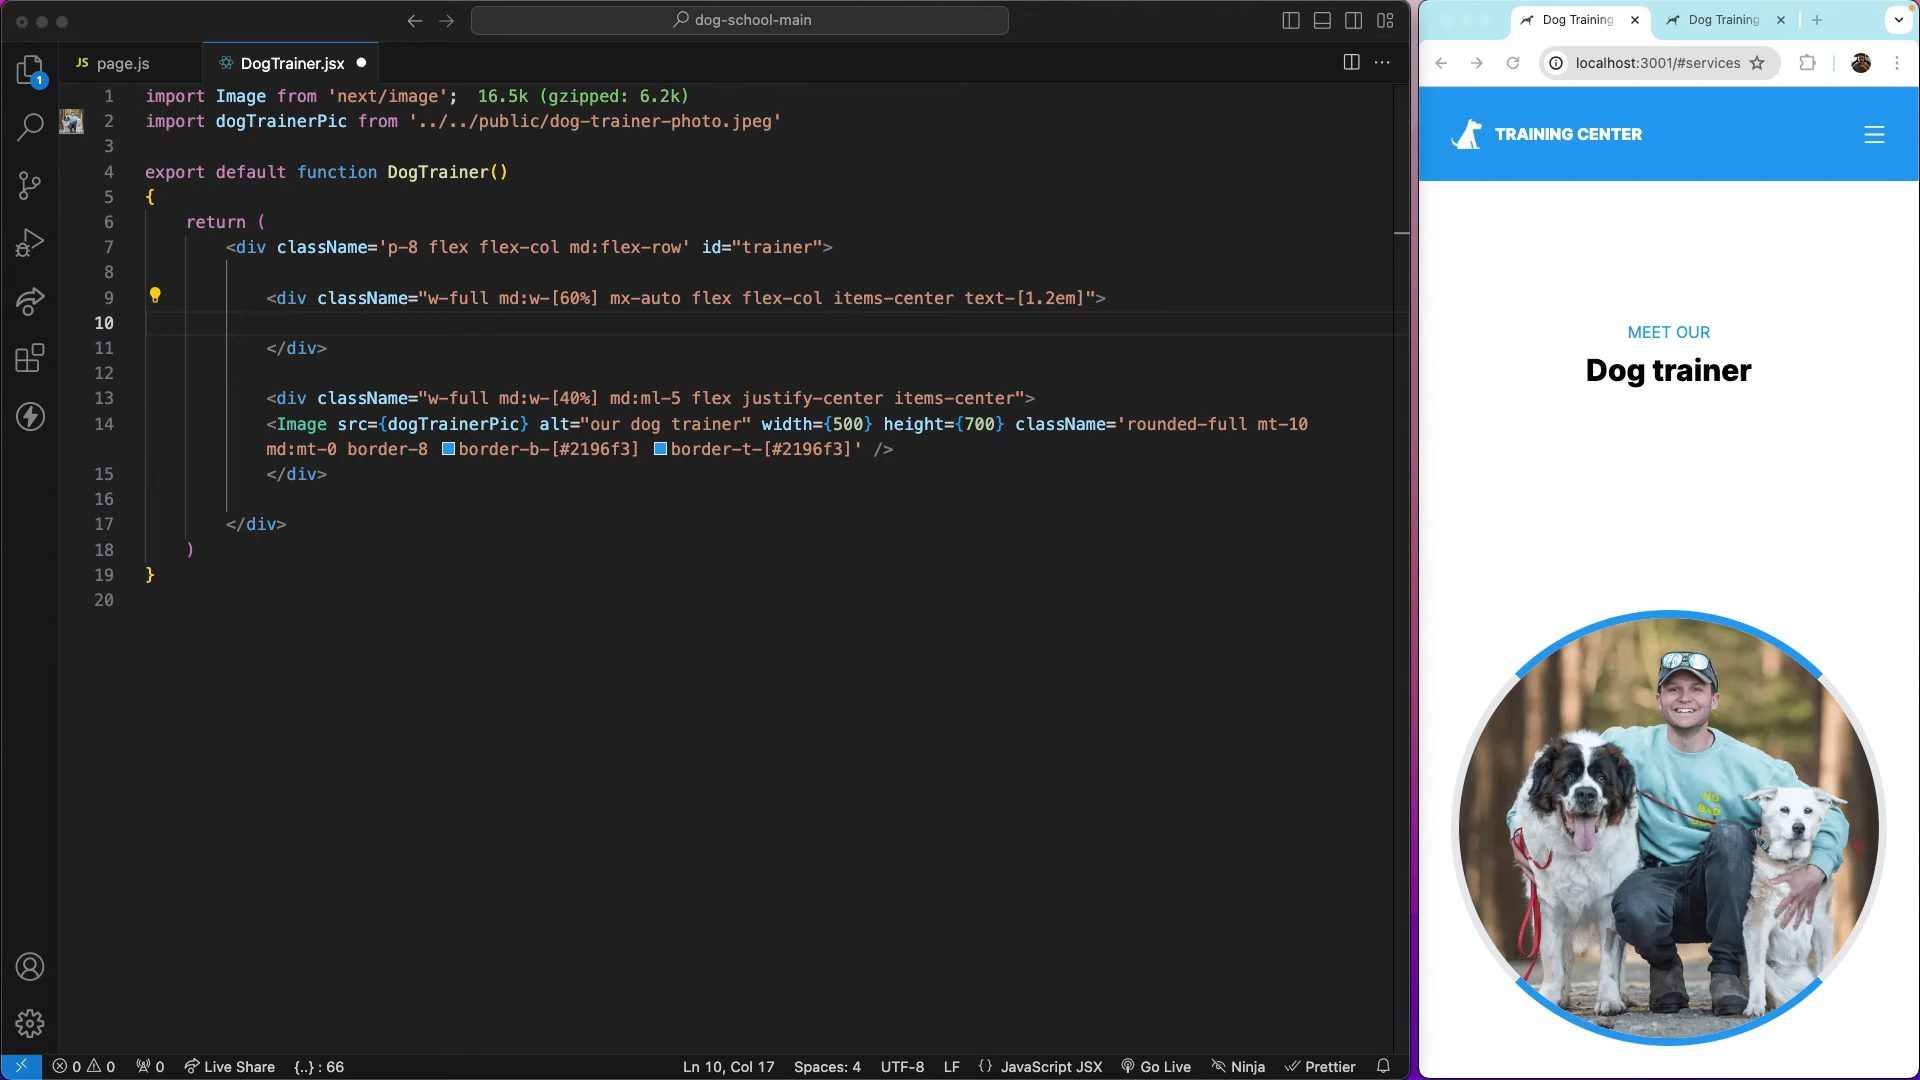 dog-school-main
JS page.js
DogTrainer.jsx
1
1 import Image from 'next/image';  16.5k (gzipped: 6.2k)
2 import dogTrainerPic from '../../public/dog-trainer-photo.jpeg'
3
4 export default function DogTrainer()
5 {
6 return (
7 <div className='p-8 flex flex-col md:flex-row' id="trainer">
8
9 <div className="w-full md:w-[60%] mx-auto flex flex-col items-center text-[1.2em]">
10
11 </div>
12
13 <div className="w-full md:w-[40%] md:ml-5 flex justify-center items-center">
14 <Image src={dogTrainerPic} alt="our dog trainer" width={500} height={700} className='rounded-full mt-10
md:mt-0 border-8 border-b-[#2196f3] border-t-[#2196f3]' />
15 </div>
16
17 </div>
18 )
19 }
20
0 0 0 Live Share {..} : 66 Ln 10, Col 17 Spaces: 4 UTF-8 LF {} JavaScript JSX Go Live Ninja Prettier
Dog Training Dog Training
localhost:3001/#services
TRAINING CENTER
MEET OUR
Dog trainer
NO
BAD